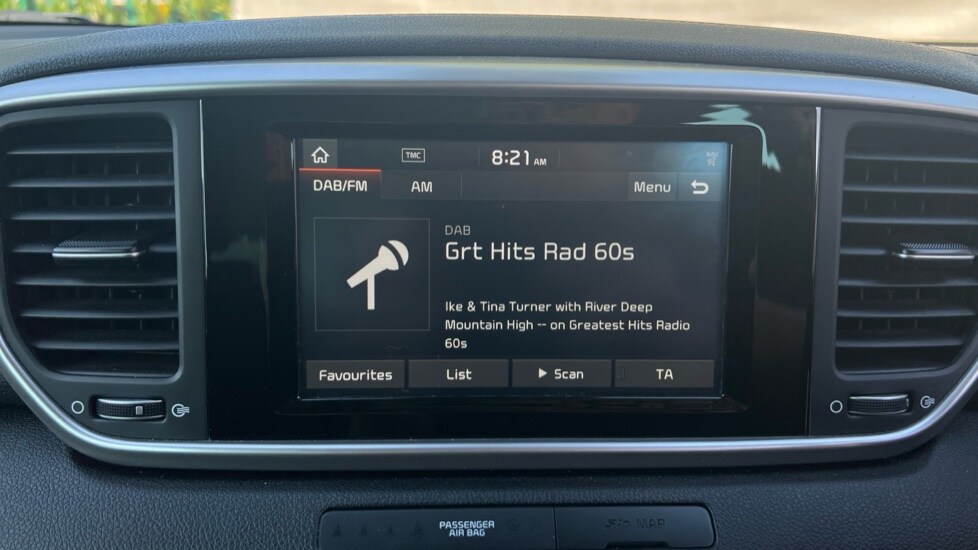 TMC
8:21 AM
DAB/FM
AM
Menu
DAB
Grt Hits Rad 60s
Ike & Tina Turner with River Deep
Mountain High -- on Greatest Hits Radio
60s
Favourites
List
Scan
TA
PASSENGER
AIR BAG